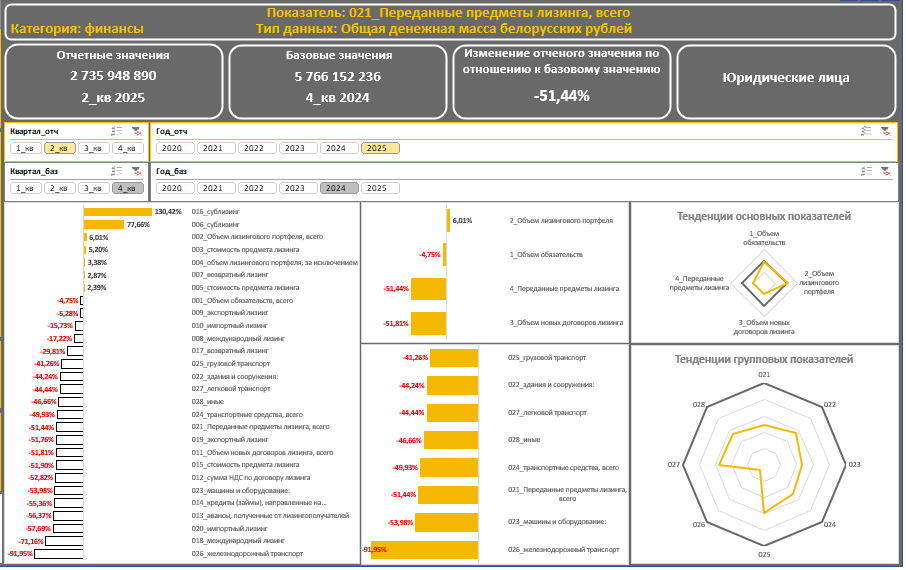 Показатель: 021_Переданные предметы лизинга, всего
Категория: финансы
Тип данных: Общая денежная масса белорусских рублей
Отчетные значения
2 735 948 890
2_кв 2025
Базовые значения
5 766 152 236
4_кв 2024
Изменение отченого значения по
отношению к базовому значению
-51,44%
Юридические лица
Квартал_отч
1_кв 2_кв 3_кв 4_кв
Год_отч
2020 2021 2022 2023 2024 2025
Квартал_баз
1_кв 2_кв 3_кв 4_кв
Год_баз
2020 2021 2022 2023 2024 2025
130,42% 016_сублизинг
77,66% 006_сублизинг
6,01% 002_Объем лизингового портфеля, всего
5,20% 003_стоимость предмета лизинга
3,38% 004_объем лизингового портфеля, за исключением
2,87% 007_возвратный лизинг
2,39% 005_стоимость предмета лизинга
-4,75% 001_Объем обязательств, всего
-5,28% 009_экспортный лизинг
-15,73% 010_импортный лизинг
-17,22% 008_международный лизинг
-29,81% 017_возвратный лизинг
-41,26% 025_грузовой транспорт
-44,24% 022_здания и сооружения:
-44,44% 027_легковой транспорт
-46,66% 028_иные
-49,93% 024_транспортные средства, всего
-51,44% 021_Переданные предметы лизинга, всего
-51,76% 019_экспортный лизинг
-51,81% 011_Объем новых договоров лизинга, всего
-51,90% 015_стоимость предмета лизинга
-52,82% 012_сумма НДС по договору лизинга
-53,98% 023_машины и оборудование:
-55,36% 014_кредиты (займы), направленные на...
-56,37% 013_авансы, полученные от лизингополучателей
-57,69% 020_импортный лизинг
-71,16% 018_международный лизинг
-91,95% 026_железнодорожный транспорт
6,01% 2_Объем лизингового портфеля
-4,75% 1_Объем обязательств
-51,44% 4_Переданные предметы лизинга
-51,81% 3_Объем новых договоров лизинга
-41,26% 025_грузовой транспорт
-44,24% 022_здания и сооружения:
-44,44% 027_легковой транспорт
-46,66% 028_иные
-49,93% 024_транспортные средства, всего
-51,44% 021_Переданные предметы лизинга,
всего
-53,98% 023_машины и оборудование:
-91,95% 026_железнодорожный транспорт
Тенденции основных показателей
1_Объем
обязательств
4_Переданные
предметы лизинга
2_Объем
лизингового
портфеля
3_Объем новых
договоров лизинга
Тенденции групповых показателей
021
028 022
027 023
026 024
025